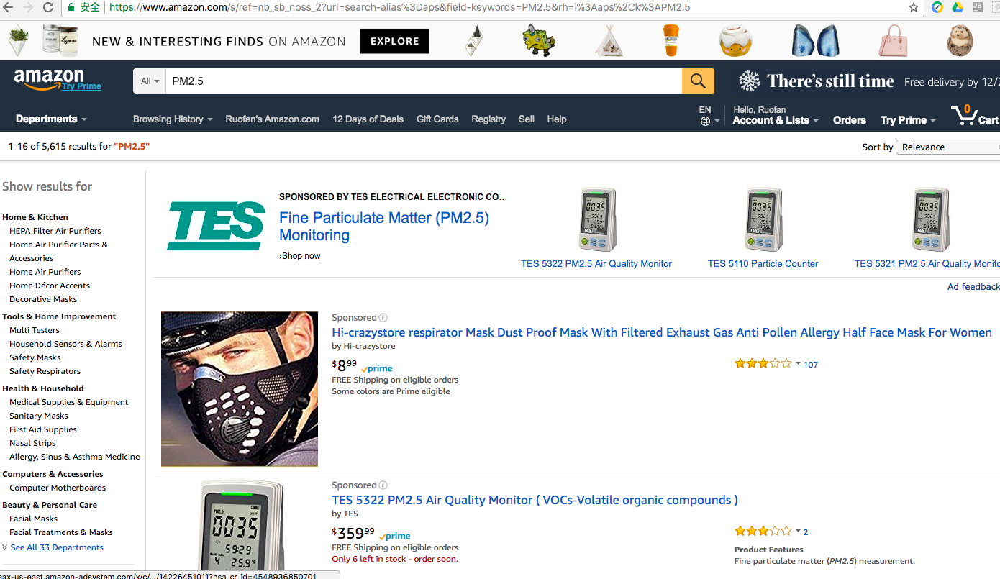 安全 https://www.amazon.com/s/ref=nb_sb_noss_2?url=search-alias%3Daps&field-keywords=PM2.5&rh=i%3Aaps%2Ck%3APM2.5
NEW & INTERESTING FINDS ON AMAZON EXPLORE
amazon
Try Prime
All PM2.5
There's still time Free delivery by 12/2
Departments Browsing History Ruofan's Amazon.com 12 Days of Deals Gift Cards Registry Sell Help
EN
Hello, Ruofan
Account & Lists Orders Try Prime 0 Cart
1-16 of 5,615 results for "PM2.5"
Sort by Relevance
Show results for
Home & Kitchen
HEPA Filter Air Purifiers
Home Air Purifier Parts &
Accessories
Home Air Purifiers
Home Décor Accents
Decorative Masks
Tools & Home Improvement
Multi Testers
Household Sensors & Alarms
Safety Masks
Safety Respirators
Health & Household
Medical Supplies & Equipment
Sanitary Masks
First Aid Supplies
Nasal Strips
Allergy, Sinus & Asthma Medicine
Computers & Accessories
Computer Motherboards
Beauty & Personal Care
Facial Masks
Facial Treatments & Masks
See All 33 Departments
TES
SPONSORED BY TES ELECTRICAL ELECTRONIC CO...
Fine Particulate Matter (PM2.5)
Monitoring
›Shop now
TES 5322 PM2.5 Air Quality Monitor
TES 5110 Particle Counter
TES 5321 PM2.5 Air Quality Monito
Ad feedback
Sponsored
Hi-crazystore respirator Mask Dust Proof Mask With Filtered Exhaust Gas Anti Pollen Allergy Half Face Mask For Women
by Hi-crazystore
$8.99 prime
FREE Shipping on eligible orders
Some colors are Prime eligible
107
Sponsored
TES 5322 PM2.5 Air Quality Monitor ( VOCs-Volatile organic compounds )
by TES
$359.99 prime
FREE Shipping on eligible orders
Only 6 left in stock - order soon.
2
Product Features
Fine particulate matter (PM2.5) measurement.
PM2.5
0035
59:29
4 25.9
aax-us-east.amazon-adsystem.com/x/c/.../14226451011?hsa_cr_id=4548936850701